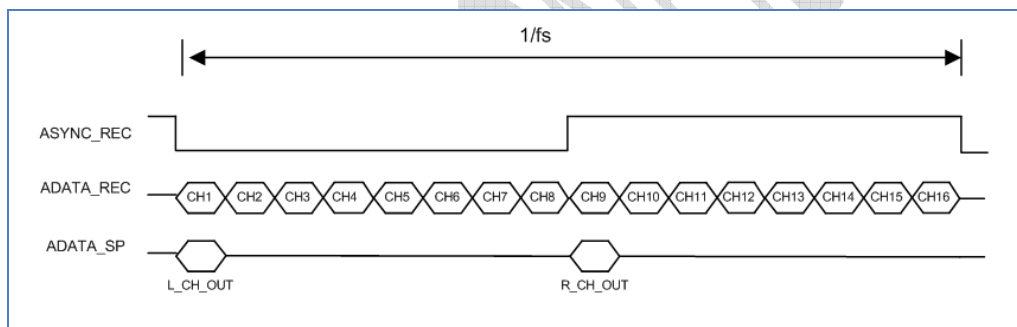 1/fs
ASYNC_REC
ADATA_REC CH1 CH2 CH3 CH4 CH5 CH6 CH7 CH8 CH9 CH10 CH11 CH12 CH13 CH14 CH15 CH16
ADATA_SP
L_CH_OUT R_CH_OUT